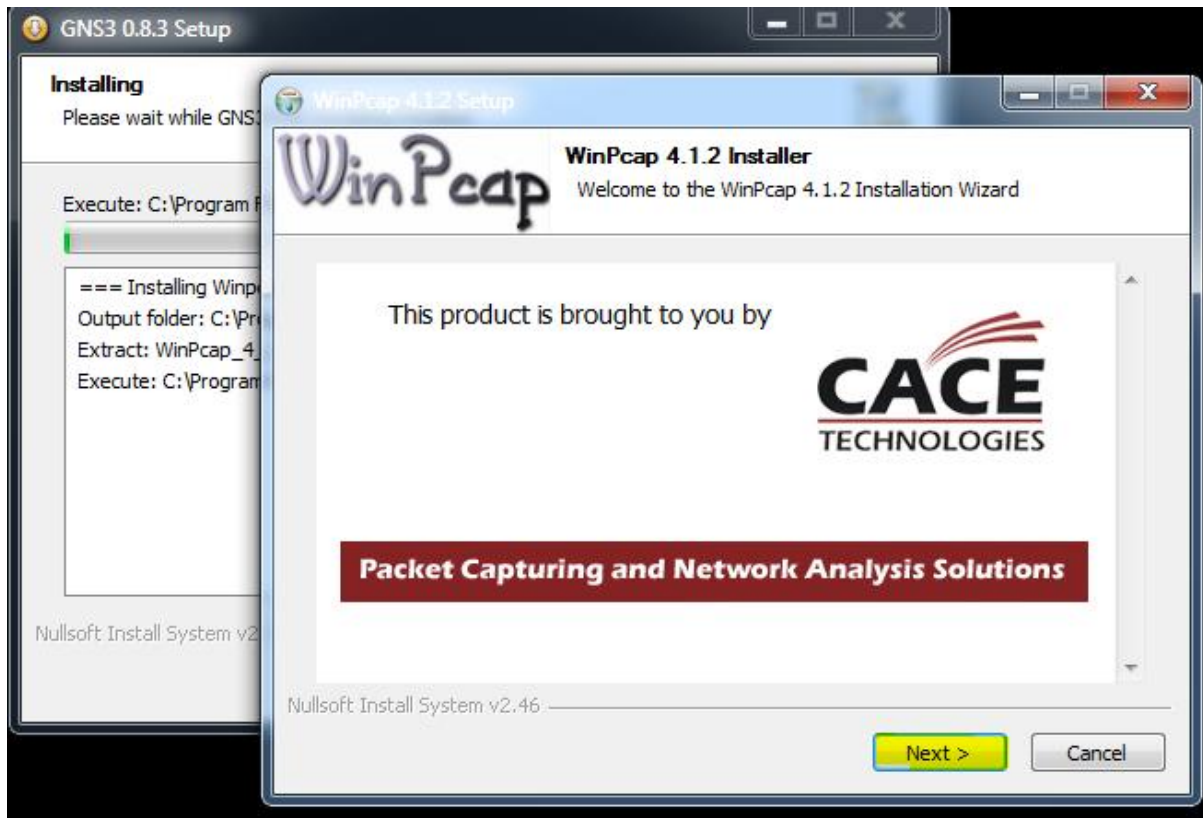 GNS3 0.8.3 Setup
Installing
Please wait while GNS3
Execute: C:\Program F
=== Installing Winp
Output folder: C:\Pr
Extract: WinPcap_4_
Execute: C:\Program
Nullsoft Install System v2
WinPcap 4.1.2 Setup
WinPcap
WinPcap 4.1.2 Installer
Welcome to the WinPcap 4.1.2 Installation Wizard
This product is brought to you by
CACE
TECHNOLOGIES
Packet Capturing and Network Analysis Solutions
Nullsoft Install System v2.46
Next >
Cancel